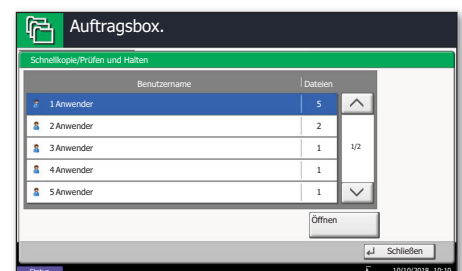 Auftragsbox.
Schnellkopie/Prüfen und Halten
Benutzername Dateien
1 Anwender 5
2 Anwender 2
3 Anwender 1
4 Anwender 1
5 Anwender 1
1/2
Öffnen
Schließen
Status 10/10/2018 10:10